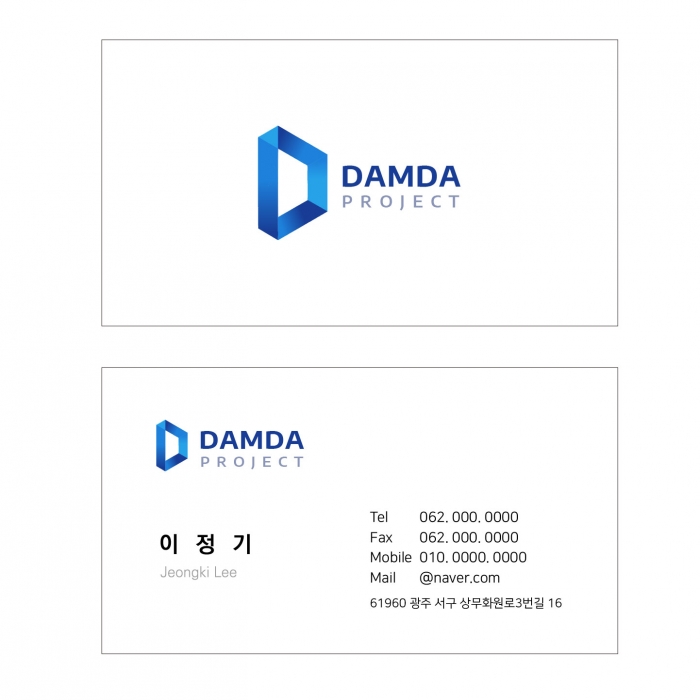 DAMDA
PROJECT
DAMDA
PROJECT
이 정 기
Jeongki Lee
Tel 062. 000. 0000
Fax 062. 000. 0000
Mobile 010. 0000. 0000
Mail @naver.com
61960 광주 서구 상무화원로3번길 16